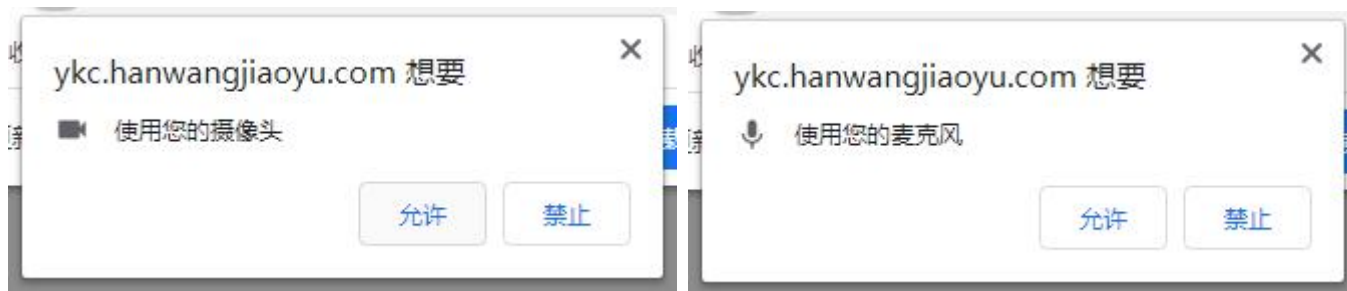 ykc.hanwangjiaoyu.com 想要
使用您的摄像头
允许 禁止
ykc.hanwangjiaoyu.com 想要
使用您的麦克风
允许 禁止